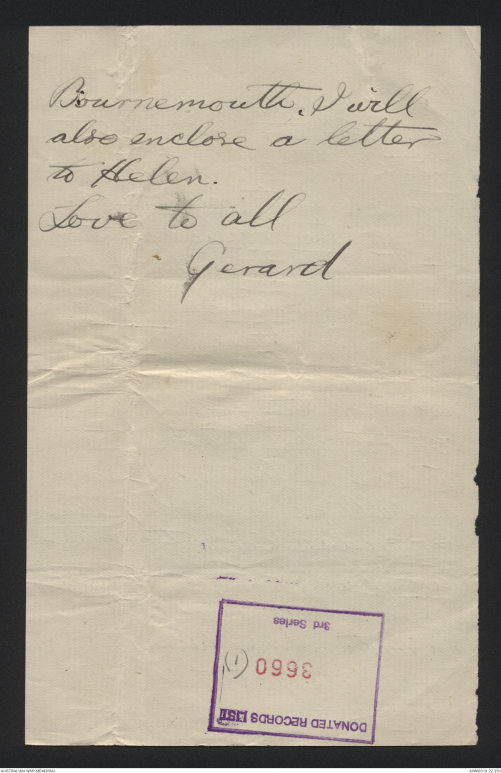 Bournemouth. I will
also enclose a letter
to Helen.
Love to all
Gerard
DONATED RECORDS LIST
3660 (1)
3rd Series
AUSTRALIAN WAR MEMORIAL